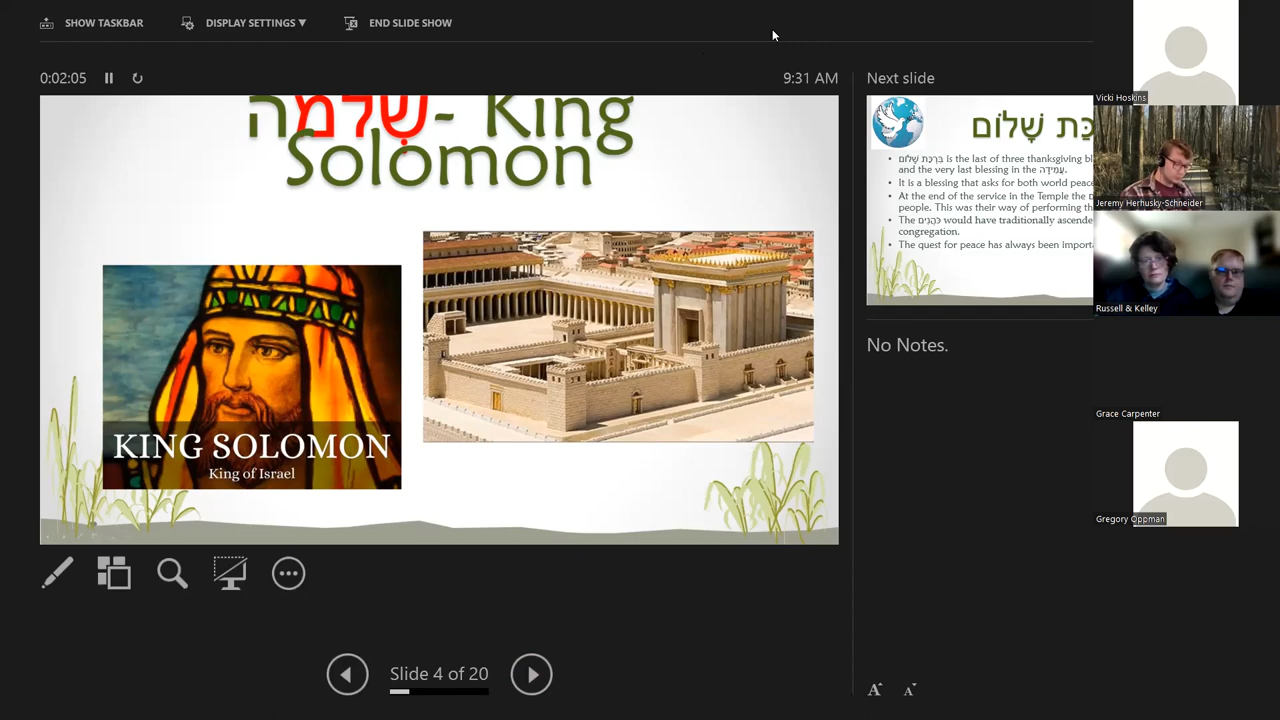 SHOW TASKBAR
DISPLAY SETTINGS ▼
END SLIDE SHOW
0:02:05
9:31 AM
שְׁלֹמֹה- King
Solomon
KING SOLOMON
King of Israel
Next slide
כַּת שָׁלוֹם
• בִּרְכַּת שָׁלוֹם is the last of three thanksgiving bl
and the very last blessing in the עֲמִידָה.
• It is a blessing that asks for both world peace
• At the end of the service in the Temple the
people. This was their way of performing th
• The כֹּהֲנִים would have traditionally ascende
congregation.
• The quest for peace has always been import
No Notes.
Vicki Hoskins
Jeremy Herhusky-Schneider
Russell & Kelley
Grace Carpenter
Gregory Oppman
Slide 4 of 20
A A